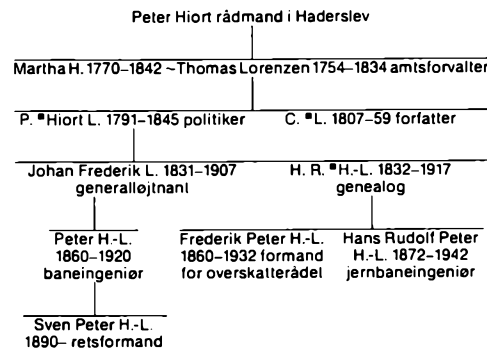 Peter Hiort rådmand i Haderslev
Martha H. 1770–1842 ~Thomas Lorenzen 1754–1834 amtsforvalter
P. ■Hiort L. 1791–1845 politiker
C. ■L. 1807–59 forfatter
Johan Frederik L. 1831–1907
generalløjtnant
H. R. ■H.-L. 1832–1917
genealog
Peter H.-L.
1860–1920
baneingeniør
Frederik Peter H.-L.
1860–1932 formand
for overskatterådel
Hans Rudolf Peter
H.-L. 1872–1942
jernbaneingeniør
Sven Peter H.-L.
1890– retsformand